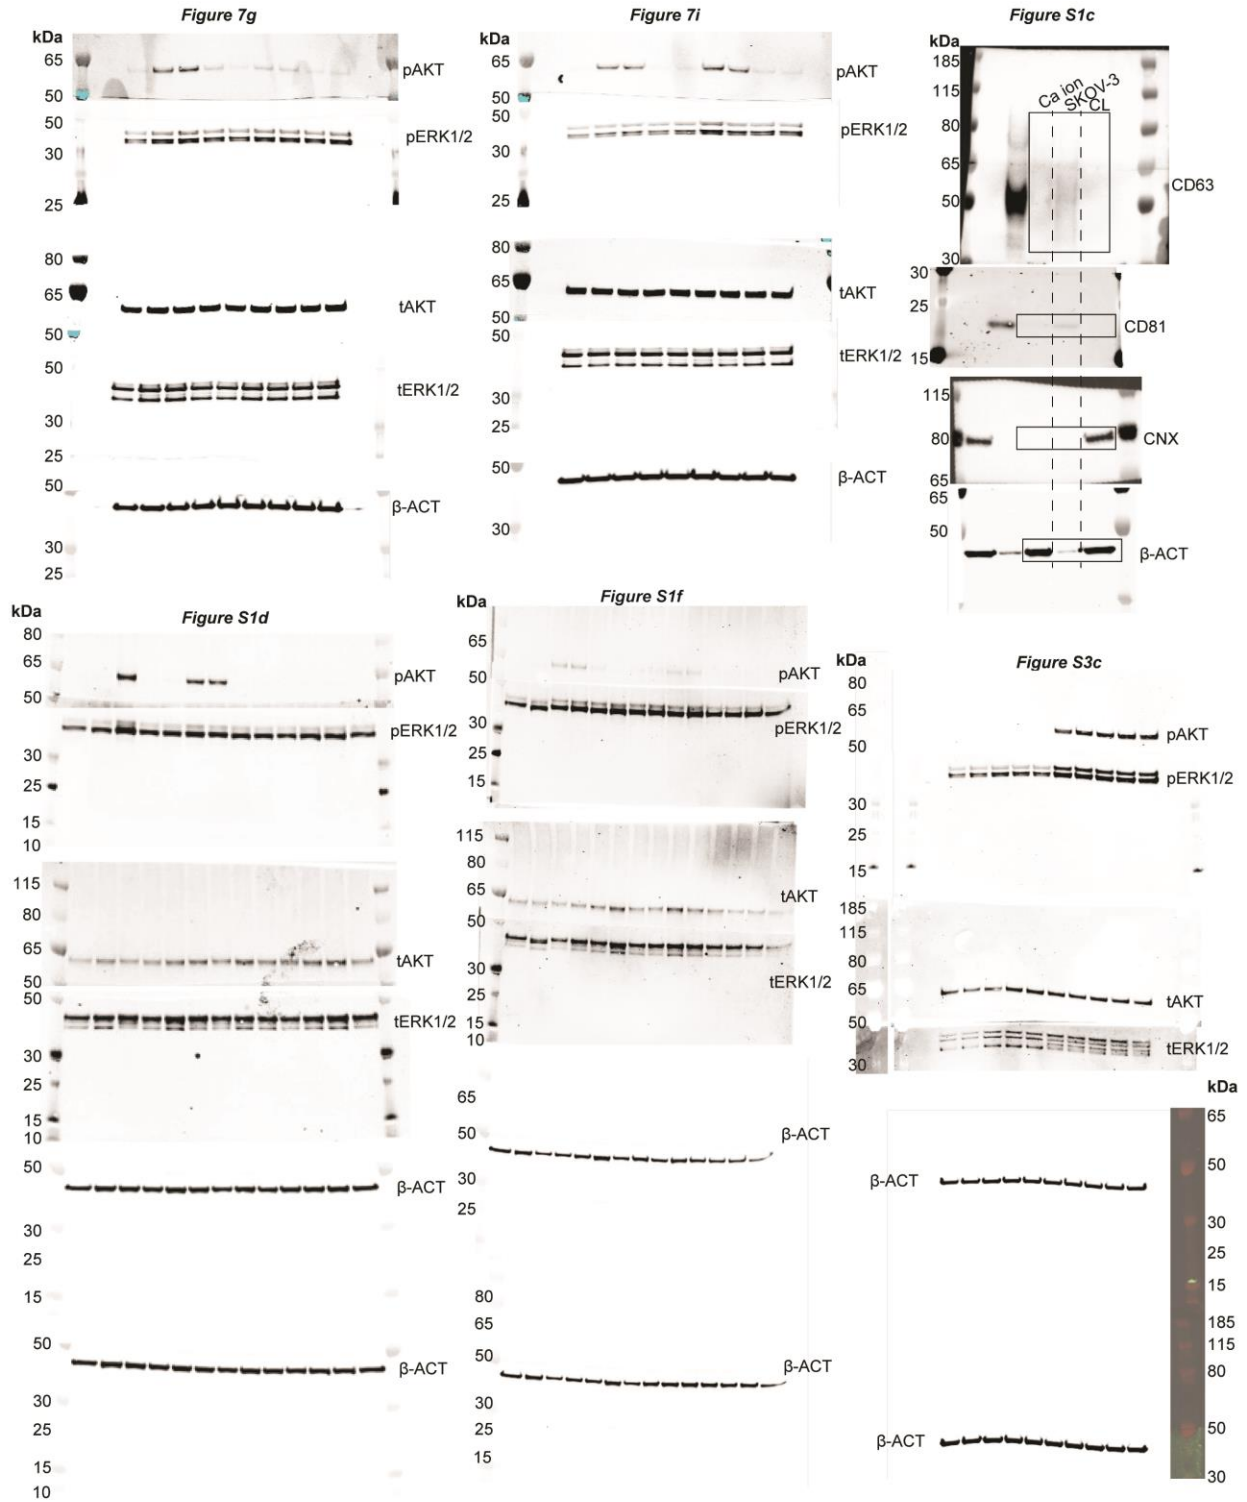 Figure 7g
kDa
65
pAKT
50
50
pERK1/2
30
25
80
65
tAKT
50
50
tERK1/2
30
25
50
β-ACT
30
25
Figure 7i
kDa
65
pAKT
50
50
pERK1/2
30
25
80
65
tAKT
50
50
tERK1/2
30
25
50
β-ACT
30
Figure S1c
kDa
185
115
Ca ion
SKOV-3
CL
80
65
CD63
50
30
30
25
CD81
15
115
80
CNX
65
65
50
β-ACT
Figure S1d
kDa
80
65
pAKT
50
pERK1/2
30
25
15
10
115
80
65
tAKT
50
50
tERK1/2
30
25
15
10
50
β-ACT
30
25
15
50
β-ACT
30
25
15
10
Figure S1f
kDa
65
pAKT
50
30
pERK1/2
25
15
115
80
65
tAKT
50
30
tERK1/2
25
15
10
65
50
β-ACT
30
25
80
65
50
β-ACT
30
25
15
Figure S3c
kDa
80
65
pAKT
50
pERK1/2
30
25
15
185
115
80
65
tAKT
50
tERK1/2
30
kDa
65
50
β-ACT
30
25
15
185
115
80
50
β-ACT
30